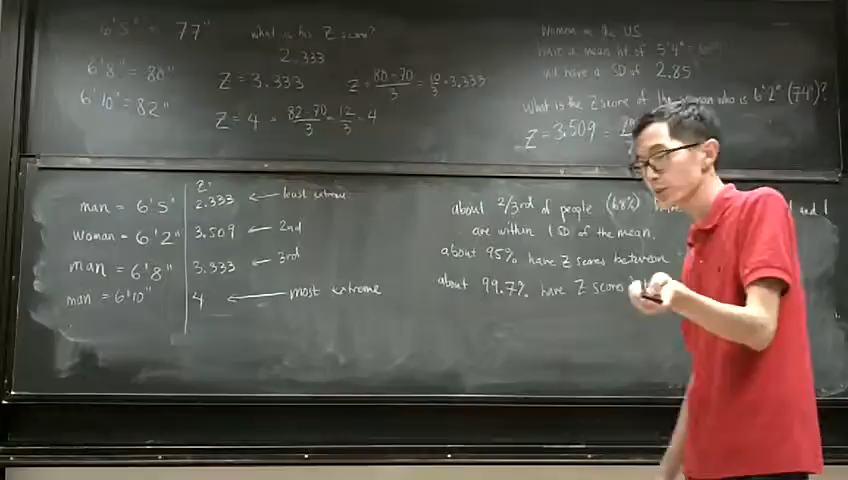 6'5" = 77"
what is his Z score?
2.333
6'8" = 80"
Z = 3.333
Z = 80-70/3 = 10/3 = 3.333
6'10" = 82"
Z = 4 = 82-70/3 = 12/3 = 4
Women in the US
have a mean ht of 5'4" =
and have a SD of 2.85"
What is the Z score of the woman who is 6'2" (74")?
Z = 3.509 =
Z
man = 6'5" 2.333 ← least extreme
woman = 6'2" 3.509 ← 2nd
man = 6'8" 3.333 ← 3rd
man = 6'10" 4 ← most extreme
about 2/3rd of people (68%) and 1
are within 1 SD of the mean.
about 95% have Z scores between
about 99.7% have Z scores